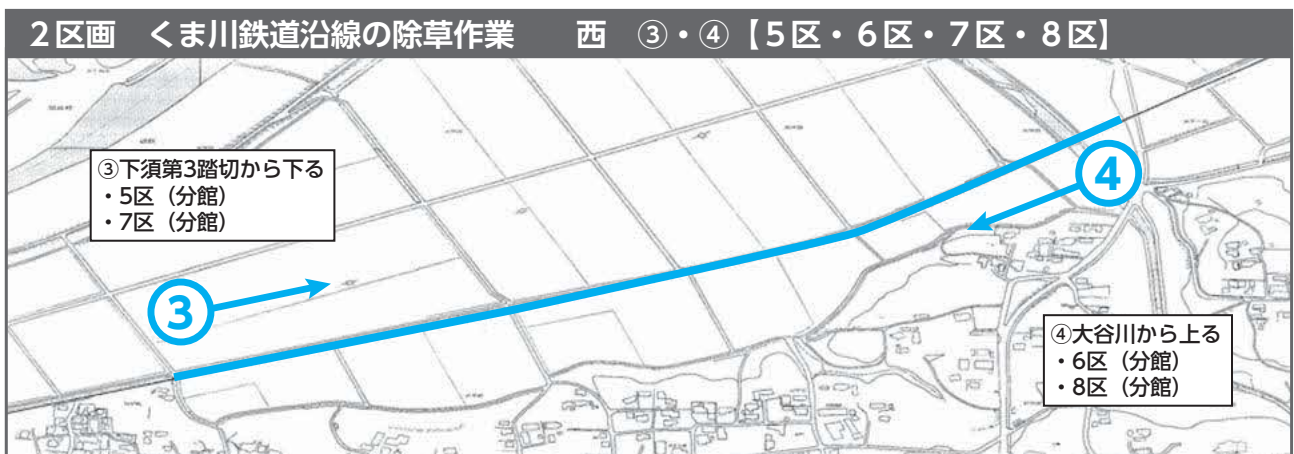 2区画 くま川鉄道沿線の除草作業 西 ③・④【5区・6区・7区・8区】
③下須第3踏切から下る
・5区（分館）
・7区（分館）
③
④
④大谷川から上る
・6区（分館）
・8区（分館）